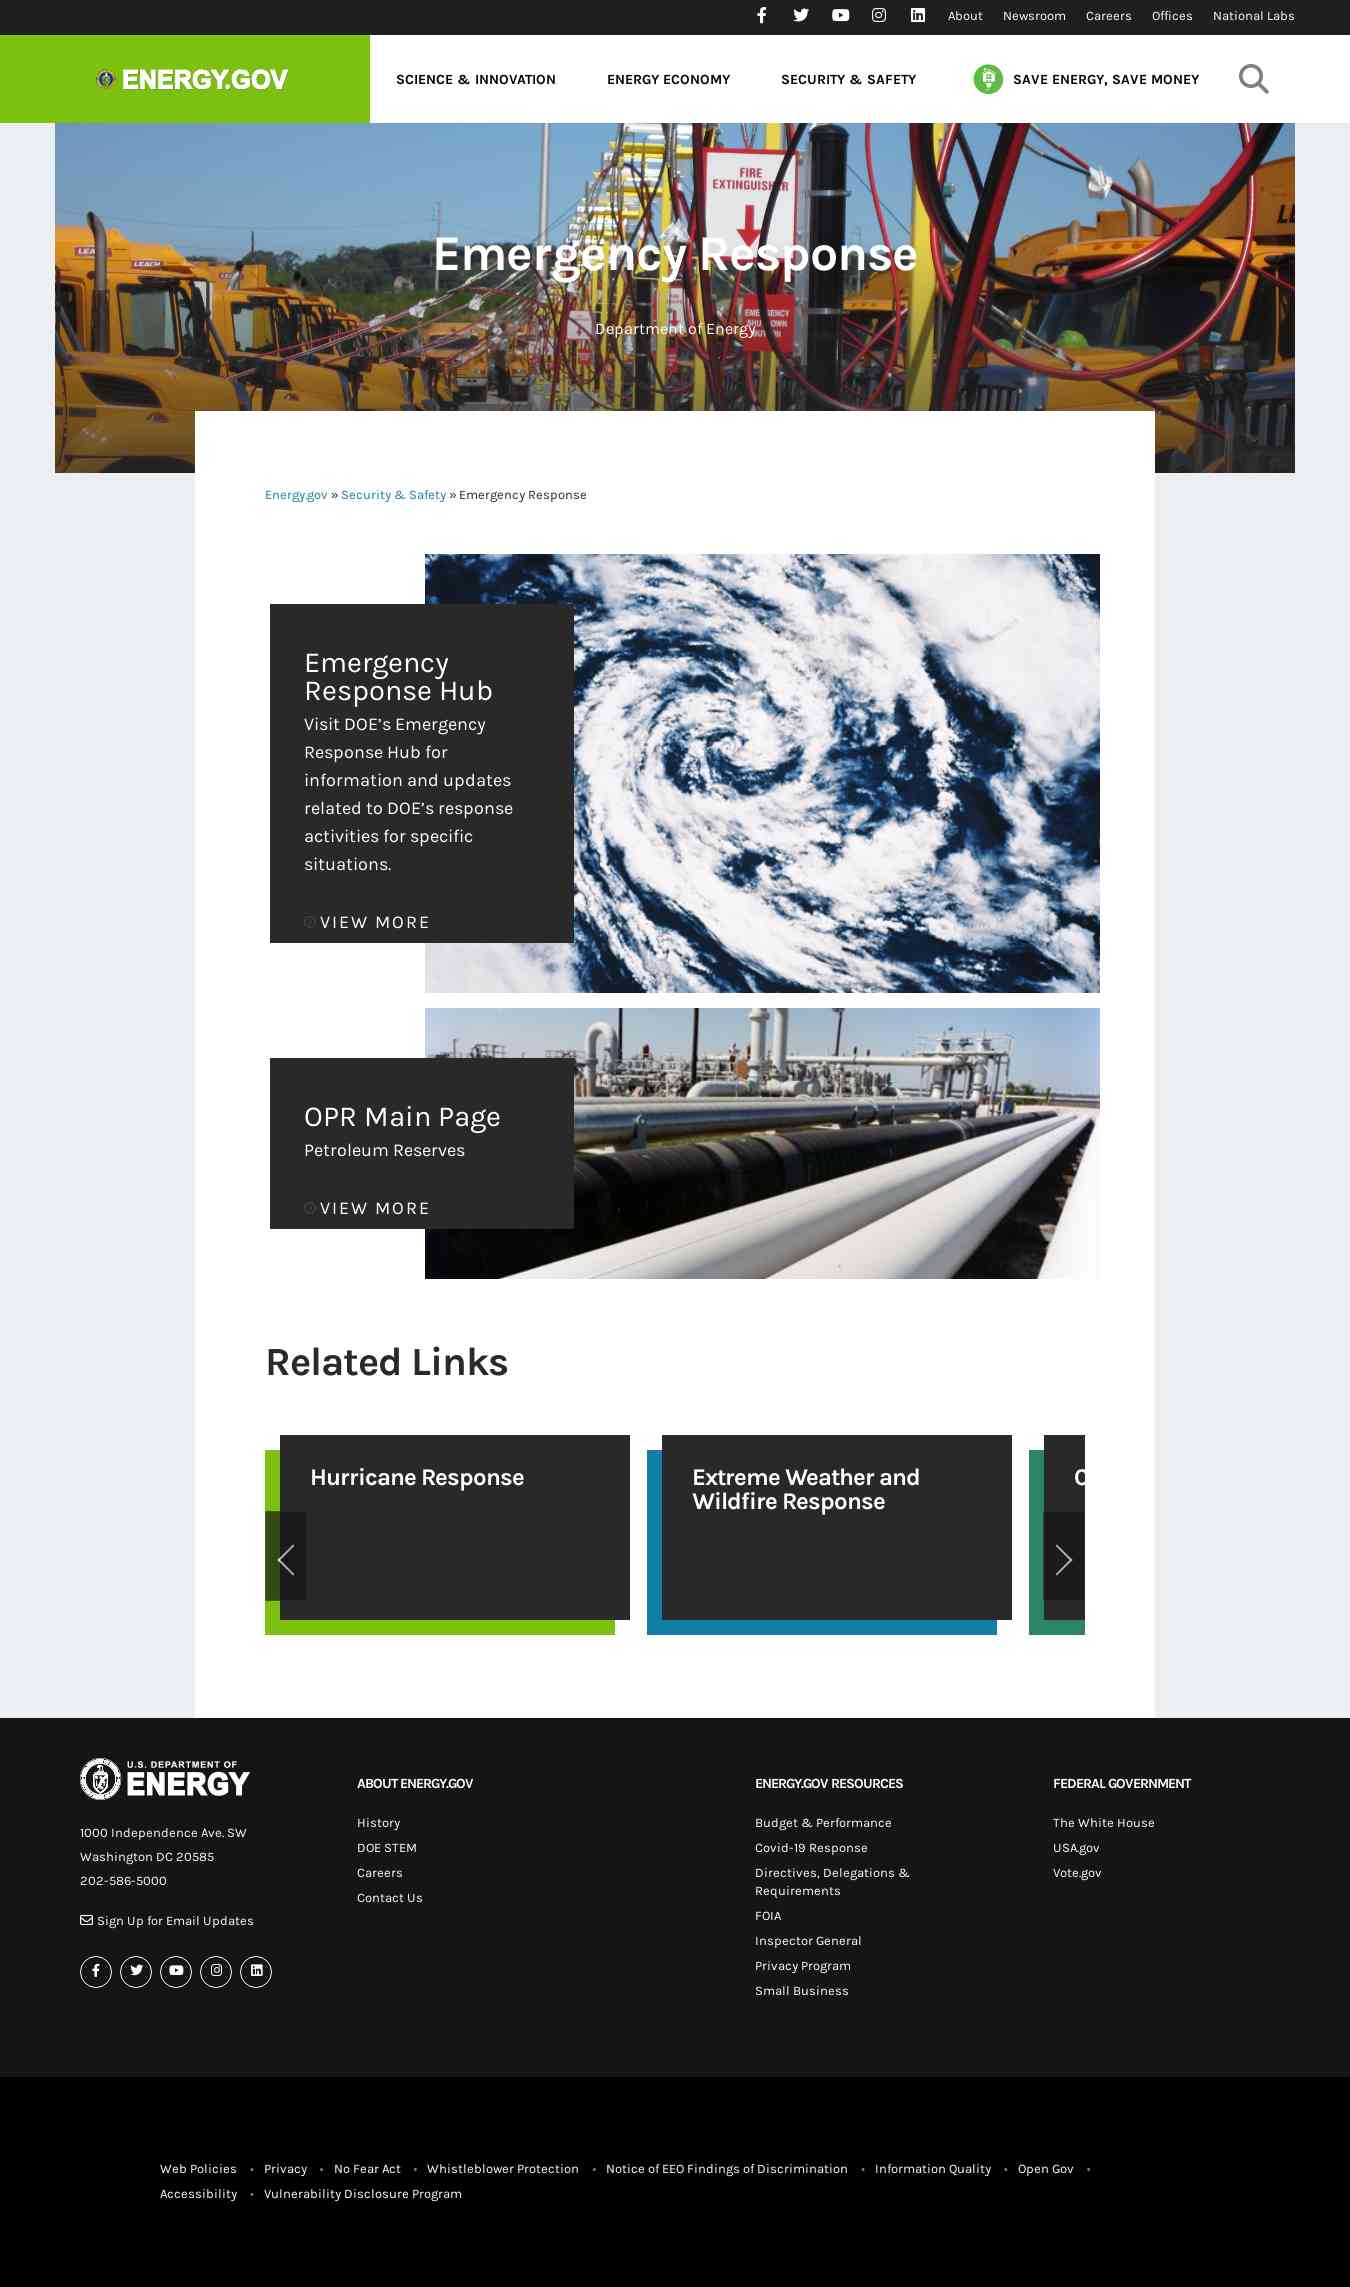 About Newsroom Careers Offices National Labs
ENERGY.GOV
SCIENCE & INNOVATION ENERGY ECONOMY SECURITY & SAFETY SAVE ENERGY, SAVE MONEY
FIRE
EXTINGUISHER
LEACH
LEACH
Emergency Response
Department of Energy
EMERGENCY
Energy.gov » Security & Safety » Emergency Response
Emergency
Response Hub
Visit DOE’s Emergency
Response Hub for
information and updates
related to DOE’s response
activities for specific
situations.
VIEW MORE
OPR Main Page
Petroleum Reserves
VIEW MORE
Related Links
Hurricane Response
Extreme Weather and
Wildfire Response
U.S. DEPARTMENT OF
ENERGY
1000 Independence Ave. SW
Washington DC 20585
202-586-5000
Sign Up for Email Updates
ABOUT ENERGY.GOV
History
DOE STEM
Careers
Contact Us
ENERGY.GOV RESOURCES
Budget & Performance
Covid-19 Response
Directives, Delegations &
Requirements
FOIA
Inspector General
Privacy Program
Small Business
FEDERAL GOVERNMENT
The White House
USA.gov
Vote.gov
Web Policies • Privacy • No Fear Act • Whistleblower Protection • Notice of EEO Findings of Discrimination • Information Quality • Open Gov •
Accessibility • Vulnerability Disclosure Program